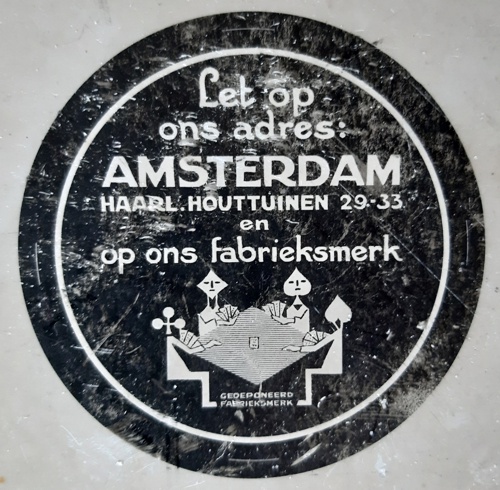 Let op
ons adres:
AMSTERDAM
HAARL. HOUTTUINEN 29-33
en
op ons fabrieksmerk
GEDEPONEERD
FABRIEKSMERK